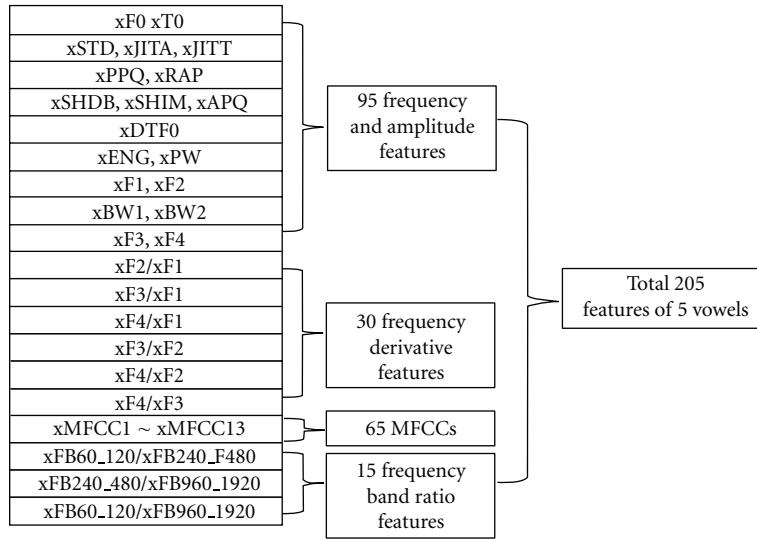 xF0 xT0
xSTD, xJITA, xJITT
xPPQ, xRAP
xSHDB, xSHIM, xAPQ
xDTF0
xENG, xPW
xF1, xF2
xBW1, xBW2
xF3, xF4
xF2/xF1
xF3/xF1
xF4/xF1
xF3/xF2
xF4/xF2
xF4/xF3
xMFCC1 ~ xMFCC13
xFB60_120/xFB240_F480
xFB240_480/xFB960_1920
xFB60_120/xFB960_1920
95 frequency
and amplitude
features
30 frequency
derivative
features
65 MFCCs
15 frequency
band ratio
features
Total 205
features of 5 vowels